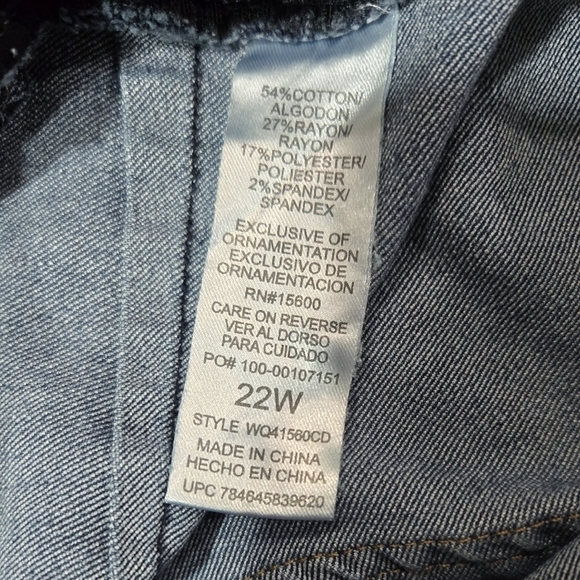 54%COTTON/
ALGODON
27%RAYON/
RAYON
17%POLYESTER/
POLIESTER
2%SPANDEX/
SPANDEX
EXCLUSIVE OF
ORNAMENTATION
EXCLUSIVO DE
ORNAMENTACION
RN#15600
CARE ON REVERSE
VER AL DORSO
PARA CUIDADO
PO# 100-00107151
22W
STYLE WQ41560CD
MADE IN CHINA
HECHO EN CHINA
UPC 784645839620